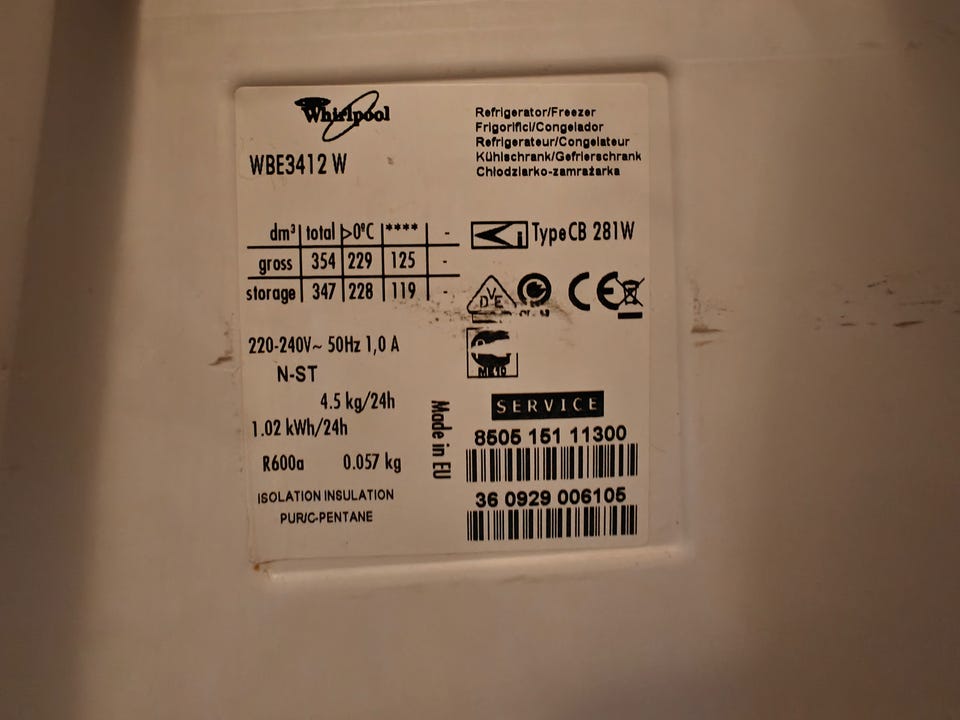 Whirlpool
WBE3412 W
Refrigerator/Freezer
Frigorifici/Congelador
Refrigerateur/Congelateur
Kühlschrank/Gefrierschrank
Chlodziarko-zamrażarka
dm³ total >0°C **** -
gross 354 229 125 -
storage 347 228 119 -
i Type CB 281W
DVE
CE
220-240V~ 50Hz 1,0 A
N-ST
4.5 kg/24h
1.02 kWh/24h
R600a 0.057 kg
ISOLATION INSULATION
PUR/C-PENTANE
Made in EU
ME10
SERVICE
8505 151 11300
36 0929 006105